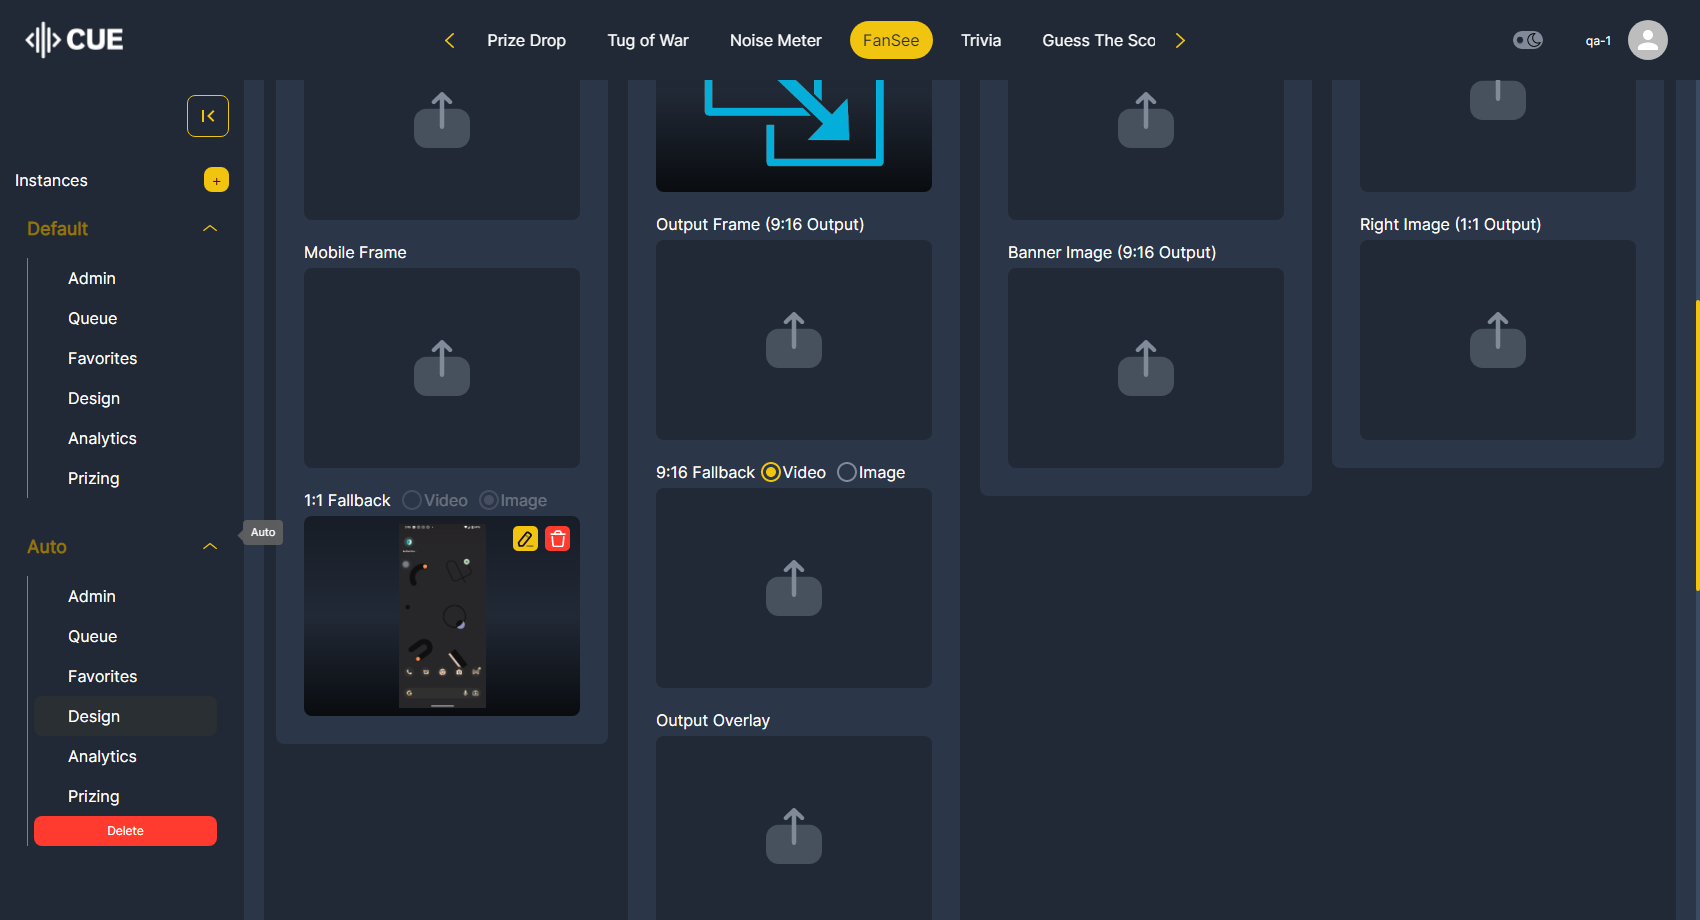 CUE
Prize Drop
Tug of War
Noise Meter
FanSee
Trivia
Guess The Sco
qa-1
Instances
+
Default
Admin
Queue
Favorites
Design
Analytics
Prizing
Auto
Admin
Queue
Favorites
Design
Analytics
Prizing
Delete
Auto
Mobile Frame
1:1 Fallback Video Image
Output Frame (9:16 Output)
9:16 Fallback Video Image
Output Overlay
Banner Image (9:16 Output)
Right Image (1:1 Output)